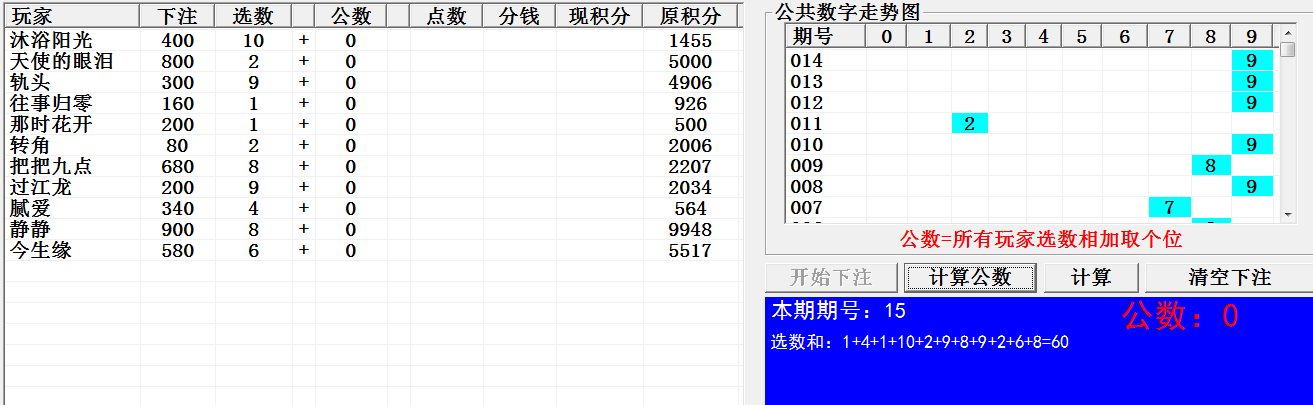 玩家 下注 选数 公数 点数 分钱 现积分 原积分
沐浴阳光 400 10 + 0 1455
天使的眼泪 800 2 + 0 5000
轨头 300 9 + 0 4906
往事归零 160 1 + 0 926
那时花开 200 1 + 0 500
转角 80 2 + 0 2006
把把九点 680 8 + 0 2207
过江龙 200 9 + 0 2034
腻爱 340 4 + 0 564
静静 900 8 + 0 9948
今生缘 580 6 + 0 5517
公共数字走势图
期号 0 1 2 3 4 5 6 7 8 9
014 9
013 9
012 9
011 2
010 9
009 8
008 9
007 7
公数=所有玩家选数相加取个位
开始下注 计算公数 计算 清空下注
本期期号：15 公数：0
选数和：1+4+1+10+2+9+8+9+2+6+8=60